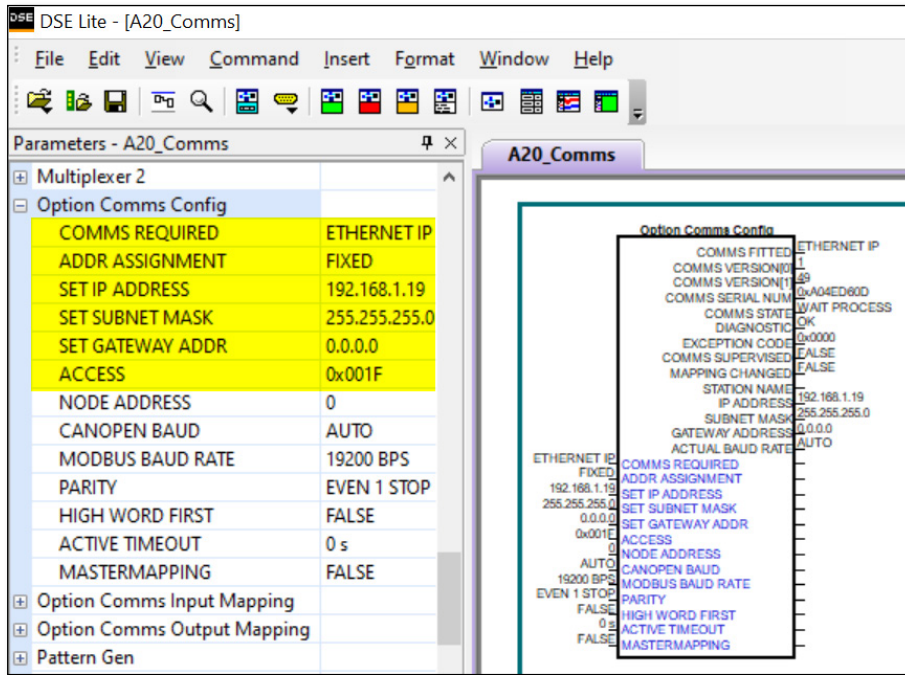 DSE DSE Lite - [A20_Comms]
File Edit View Command Insert Format Window Help
Parameters - A20_Comms
Multiplexer 2
Option Comms Config
COMMS REQUIRED ETHERNET IP
ADDR ASSIGNMENT FIXED
SET IP ADDRESS 192.168.1.19
SET SUBNET MASK 255.255.255.0
SET GATEWAY ADDR 0.0.0.0
ACCESS 0x001F
NODE ADDRESS 0
CANOPEN BAUD AUTO
MODBUS BAUD RATE 19200 BPS
PARITY EVEN 1 STOP
HIGH WORD FIRST FALSE
ACTIVE TIMEOUT 0 s
MASTERMAPPING FALSE
Option Comms Input Mapping
Option Comms Output Mapping
Pattern Gen
A20_Comms
Option Comms Config
COMMS FITTED ETHERNET IP
COMMS VERSION[0] 1
COMMS VERSION[1] 49
COMMS SERIAL NUM 0xA04ED60D
COMMS STATE WAIT PROCESS
DIAGNOSTIC OK
EXCEPTION CODE 0x0000
COMMS SUPERVISED FALSE
MAPPING CHANGED FALSE
STATION NAME
IP ADDRESS 192.168.1.19
SUBNET MASK 255.255.255.0
GATEWAY ADDRESS 0.0.0.0
ACTUAL BAUD RATE AUTO
ETHERNET IP COMMS REQUIRED
FIXED ADDR ASSIGNMENT
192.168.1.19 SET IP ADDRESS
255.255.255.0 SET SUBNET MASK
0.0.0.0 SET GATEWAY ADDR
0x001F ACCESS
0 NODE ADDRESS
AUTO CANOPEN BAUD
19200 BPS MODBUS BAUD RATE
EVEN 1 STOP PARITY
FALSE HIGH WORD FIRST
0 s ACTIVE TIMEOUT
FALSE MASTERMAPPING